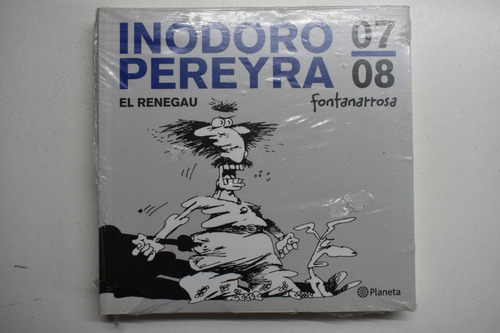 INODORO
PEREYRA
EL RENEGAU
07
08
fontanarrosa
Planeta